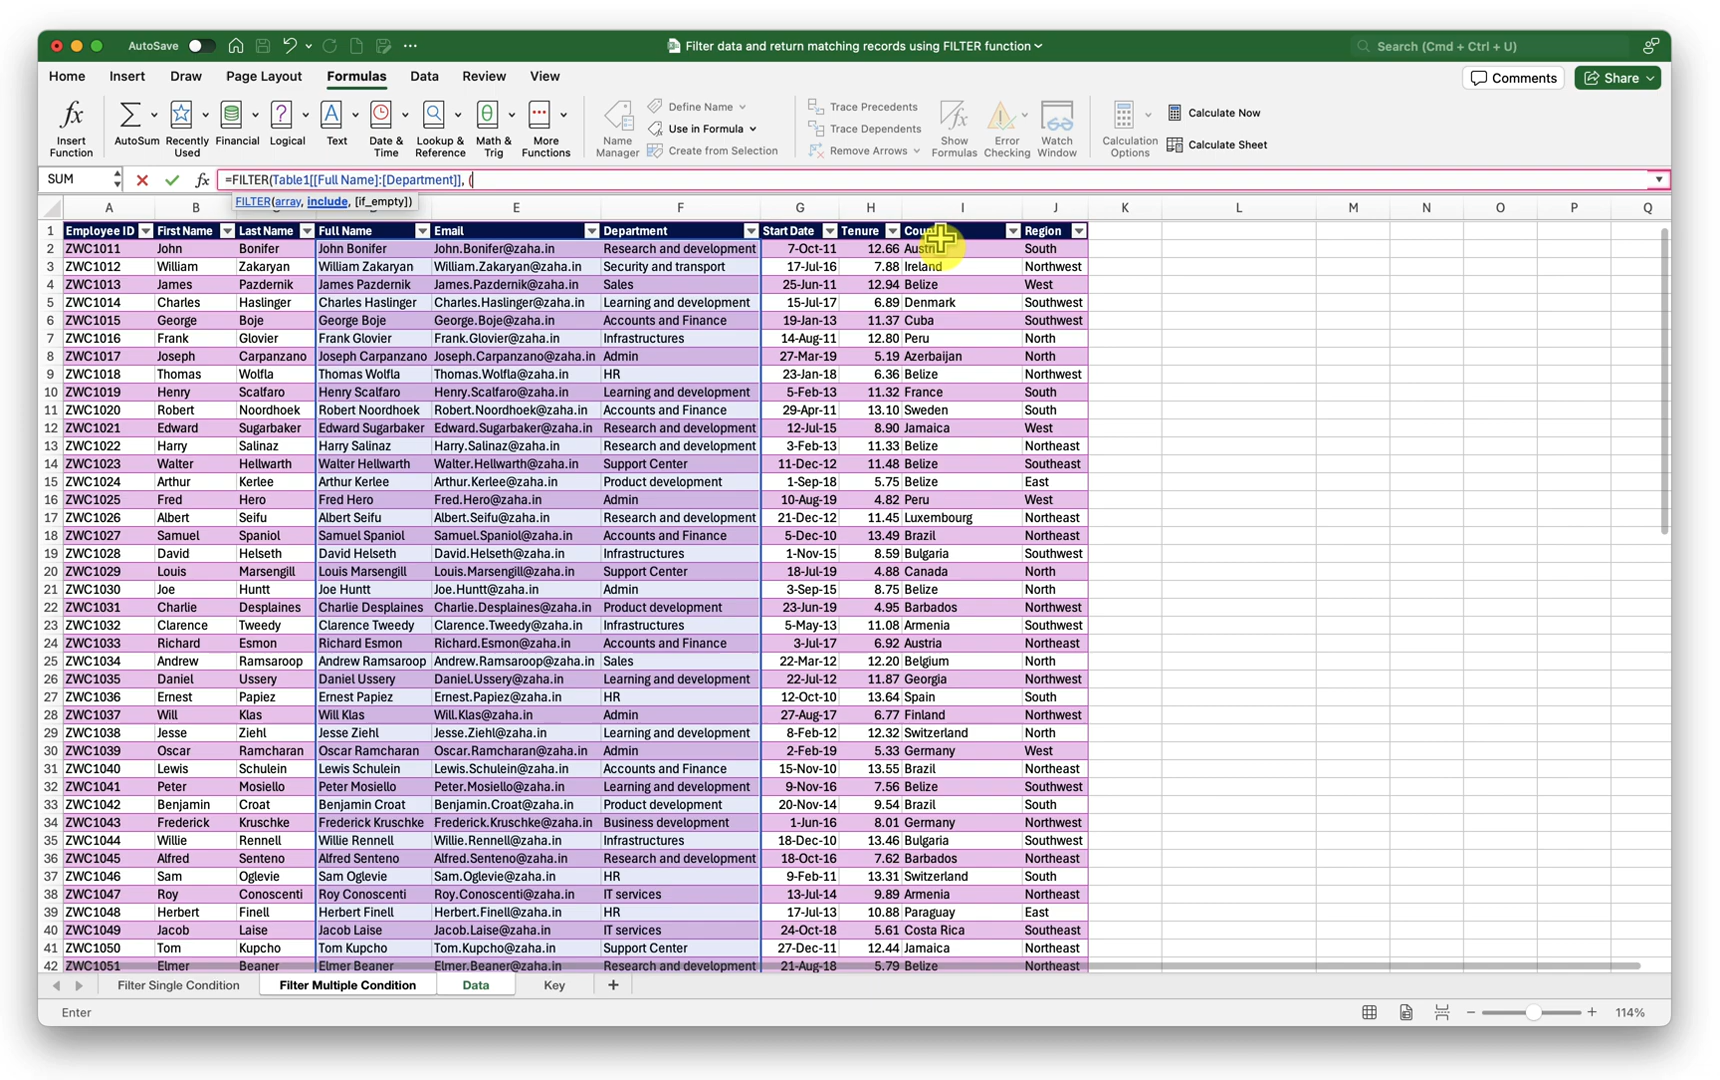 AutoSave
Filter data and return matching records using FILTER function
Search (Cmd + Ctrl + U)
Home Insert Draw Page Layout Formulas Data Review View
Comments Share
Insert Function
AutoSum
Recently Used
Financial
Logical
Text
Date & Time
Lookup & Reference
Math & Trig
More Functions
Name Manager
Define Name
Use in Formula
Create from Selection
Trace Precedents
Trace Dependents
Remove Arrows
Show Formulas
Error Checking
Watch Window
Calculation Options
Calculate Now
Calculate Sheet
SUM fx =FILTER(Table1[[Full Name]:[Department]], (
FILTER(array, include, [if_empty])
A B D E F G H I J K L M N O P Q
1 Employee ID First Name Last Name Full Name Email Department Start Date Tenure Region
2 ZWC1011 John Bonifer John Bonifer John.Bonifer@zaha.in Research and development 7-Oct-11 12.66 South
3 ZWC1012 William Zakaryan William Zakaryan William.Zakaryan@zaha.in Security and transport 17-Jul-16 7.88 Ireland Northwest
4 ZWC1013 James Pazdernik James Pazdernik James.Pazdernik@zaha.in Sales 25-Jun-11 12.94 Belize West
5 ZWC1014 Charles Haslinger Charles Haslinger Charles.Haslinger@zaha.in Learning and development 15-Jul-17 6.89 Denmark Southwest
6 ZWC1015 George Boje George Boje George.Boje@zaha.in Accounts and Finance 19-Jan-13 11.37 Cuba Southwest
7 ZWC1016 Frank Glovier Frank Glovier Frank.Glovier@zaha.in Infrastructures 14-Aug-11 12.80 Peru North
8 ZWC1017 Joseph Carpanzano Joseph Carpanzano Joseph.Carpanzano@zaha.in Admin 27-Mar-19 5.19 Azerbaijan North
9 ZWC1018 Thomas Wolfla Thomas Wolfla Thomas.Wolfla@zaha.in HR 23-Jan-18 6.36 Belize Northwest
10 ZWC1019 Henry Scalfaro Henry Scalfaro Henry.Scalfaro@zaha.in Learning and development 5-Feb-13 11.32 France South
11 ZWC1020 Robert Noordhoek Robert Noordhoek Robert.Noordhoek@zaha.in Accounts and Finance 29-Apr-11 13.10 Sweden South
12 ZWC1021 Edward Sugarbaker Edward Sugarbaker Edward.Sugarbaker@zaha.in Research and development 12-Jul-15 8.90 Jamaica West
13 ZWC1022 Harry Salinaz Harry Salinaz Harry.Salinaz@zaha.in Research and development 3-Feb-13 11.33 Belize Northeast
14 ZWC1023 Walter Hellwarth Walter Hellwarth Walter.Hellwarth@zaha.in Support Center 11-Dec-12 11.48 Belize Southeast
15 ZWC1024 Arthur Kerlee Arthur Kerlee Arthur.Kerlee@zaha.in Product development 1-Sep-18 5.75 Belize East
16 ZWC1025 Fred Hero Fred Hero Fred.Hero@zaha.in Admin 10-Aug-19 4.82 Peru West
17 ZWC1026 Albert Seifu Albert Seifu Albert.Seifu@zaha.in Research and development 21-Dec-12 11.45 Luxembourg Northeast
18 ZWC1027 Samuel Spaniol Samuel Spaniol Samuel.Spaniol@zaha.in Accounts and Finance 5-Dec-10 13.49 Brazil Northeast
19 ZWC1028 David Helseth David Helseth David.Helseth@zaha.in Infrastructures 1-Nov-15 8.59 Bulgaria Southwest
20 ZWC1029 Louis Marsengill Louis Marsengill Louis.Marsengill@zaha.in Support Center 18-Jul-19 4.88 Canada North
21 ZWC1030 Joe Huntt Joe Huntt Joe.Huntt@zaha.in Admin 3-Sep-15 8.75 Belize North
22 ZWC1031 Charlie Desplaines Charlie Desplaines Charlie.Desplaines@zaha.in Product development 23-Jun-19 4.95 Barbados Northwest
23 ZWC1032 Clarence Tweedy Clarence Tweedy Clarence.Tweedy@zaha.in Infrastructures 5-May-13 11.08 Armenia Southwest
24 ZWC1033 Richard Esmon Richard Esmon Richard.Esmon@zaha.in Accounts and Finance 3-Jul-17 6.92 Austria Northeast
25 ZWC1034 Andrew Ramsaroop Andrew Ramsaroop Andrew.Ramsaroop@zaha.in Sales 22-Mar-12 12.20 Belgium North
26 ZWC1035 Daniel Ussery Daniel Ussery Daniel.Ussery@zaha.in Learning and development 22-Jul-12 11.87 Georgia Northwest
27 ZWC1036 Ernest Papiez Ernest Papiez Ernest.Papiez@zaha.in HR 12-Oct-10 13.64 Spain South
28 ZWC1037 Will Klas Will Klas Will.Klas@zaha.in Admin 27-Aug-17 6.77 Finland Northwest
29 ZWC1038 Jesse Ziehl Jesse Ziehl Jesse.Ziehl@zaha.in Learning and development 8-Feb-12 12.32 Switzerland North
30 ZWC1039 Oscar Ramcharan Oscar Ramcharan Oscar.Ramcharan@zaha.in Admin 2-Feb-19 5.33 Germany West
31 ZWC1040 Lewis Schulein Lewis Schulein Lewis.Schulein@zaha.in Accounts and Finance 15-Nov-10 13.55 Brazil Northeast
32 ZWC1041 Peter Mosiello Peter Mosiello Peter.Mosiello@zaha.in Learning and development 9-Nov-16 7.56 Belize Southwest
33 ZWC1042 Benjamin Croat Benjamin Croat Benjamin.Croat@zaha.in Product development 20-Nov-14 9.54 Brazil South
34 ZWC1043 Frederick Kruschke Frederick Kruschke Frederick.Kruschke@zaha.in Business development 1-Jun-16 8.01 Germany Northwest
35 ZWC1044 Willie Rennell Willie Rennell Willie.Rennell@zaha.in Infrastructures 18-Dec-10 13.46 Bulgaria Southwest
36 ZWC1045 Alfred Senteno Alfred Senteno Alfred.Senteno@zaha.in Research and development 18-Oct-16 7.62 Barbados Northeast
37 ZWC1046 Sam Oglevie Sam Oglevie Sam.Oglevie@zaha.in HR 9-Feb-11 13.31 Switzerland South
38 ZWC1047 Roy Conoscenti Roy Conoscenti Roy.Conoscenti@zaha.in IT services 13-Jul-14 9.89 Armenia Northeast
39 ZWC1048 Herbert Finell Herbert Finell Herbert.Finell@zaha.in HR 17-Jul-13 10.88 Paraguay East
40 ZWC1049 Jacob Laise Jacob Laise Jacob.Laise@zaha.in IT services 24-Oct-18 5.61 Costa Rica Southeast
41 ZWC1050 Tom Kupcho Tom Kupcho Tom.Kupcho@zaha.in Support Center 27-Dec-11 12.44 Jamaica Northeast
42 ZWC1051 Elmer Beaner Elmer Beaner Elmer.Beaner@zaha.in Research and development 21-Aug-18 5.79 Belize Northeast
Filter Single Condition Filter Multiple Condition Data Key +
Enter 114%